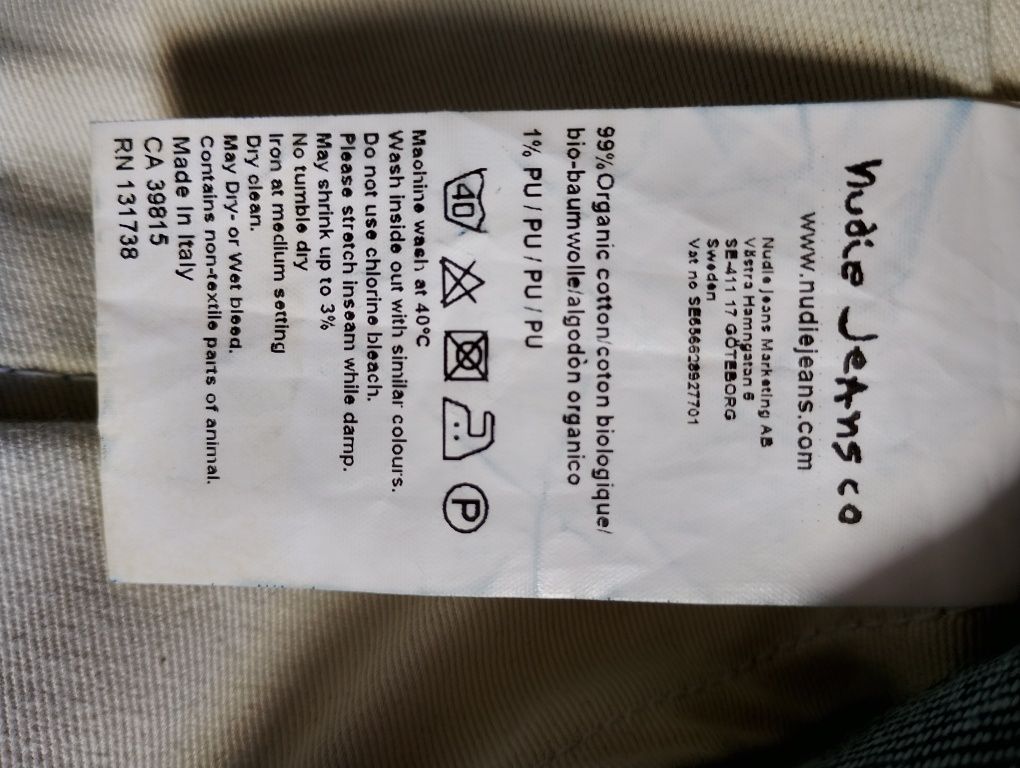 nudie Jeans co
www.nudiejeans.com
Nudie Jeans Marketing AB
Västra Hamngatan 6
SE-411 17 GÖTEBORG
Sweden
Vat no SE556628927701
99%Organic cotton/coton biologique/
bio-baumwolle/algodòn organico
1% PU / PU / PU / PU
40
P
Machine wash at 40°C
Wash inside out with similar colours.
Do not use chlorine bleach.
Please stretch inseam while damp.
May shrink up to 3%
No tumble dry
Iron at medium setting
Dry clean.
May Dry- or Wet bleed.
Contains non-textile parts of animal.
Made In Italy
CA 39815
RN 131738